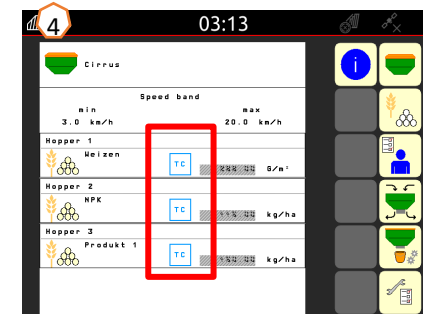 4
03:13
i
Cirrus
Speed band
min max
3.0 km/h 20.0 km/h
Hopper 1
Weizen
TC
G/m²
Hopper 2
NPK
TC
kg/ha
Hopper 3
Produkt 1
TC
kg/ha